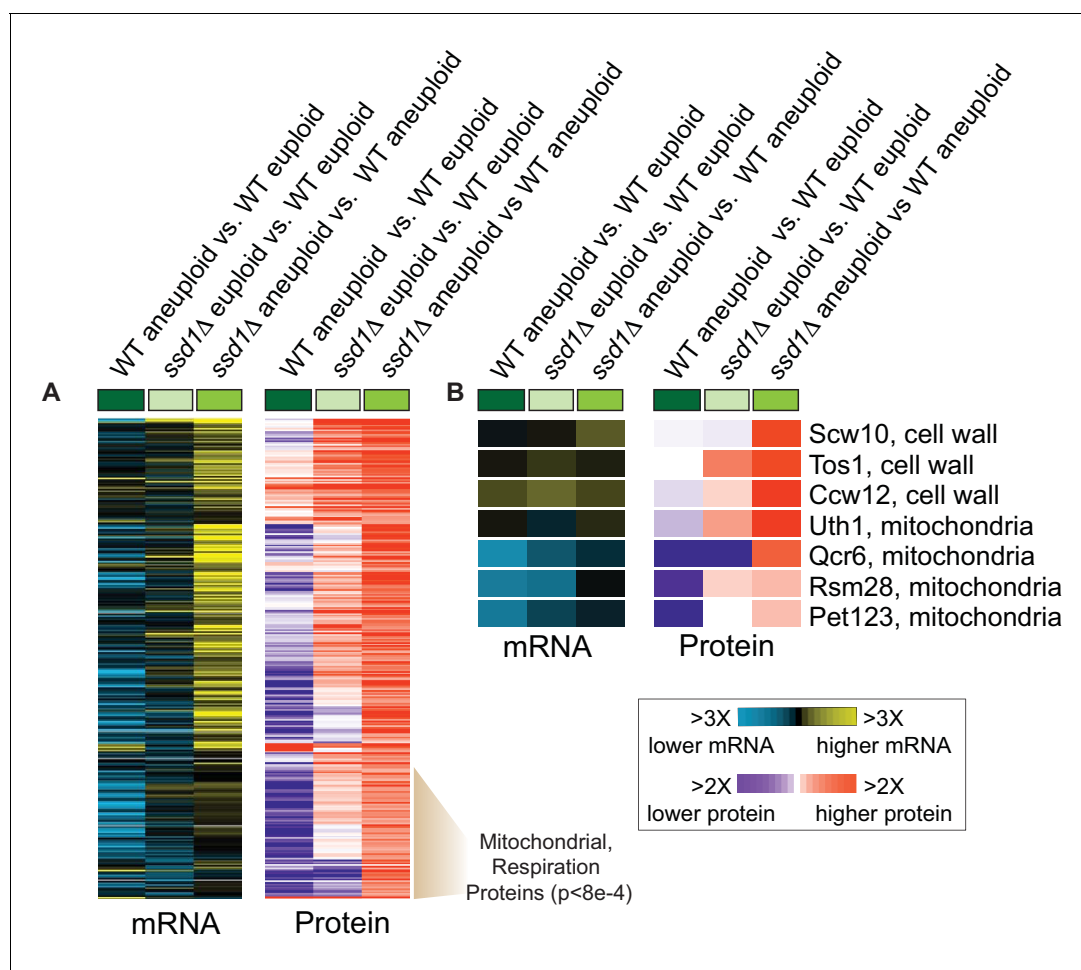 WT aneuploid vs. WT euploid
ssd1Δ euploid vs. WT euploid
ssd1Δ aneuploid vs. WT aneuploid
WT aneuploid vs. WT euploid
ssd1Δ euploid vs. WT euploid
ssd1Δ aneuploid vs WT aneuploid
WT aneuploid vs. WT euploid
ssd1Δ euploid vs. WT euploid
ssd1Δ aneuploid vs. WT aneuploid
WT aneuploid vs. WT euploid
ssd1Δ euploid vs. WT euploid
ssd1Δ aneuploid vs WT aneuploid
A
B
Scw10, cell wall
Tos1, cell wall
Ccw12, cell wall
Uth1, mitochondria
Qcr6, mitochondria
Rsm28, mitochondria
Pet123, mitochondria
mRNA
Protein
>3X >3X
lower mRNA higher mRNA
>2X >2X
lower protein higher protein
Mitochondrial,
Respiration
Proteins (p<8e-4)
mRNA
Protein